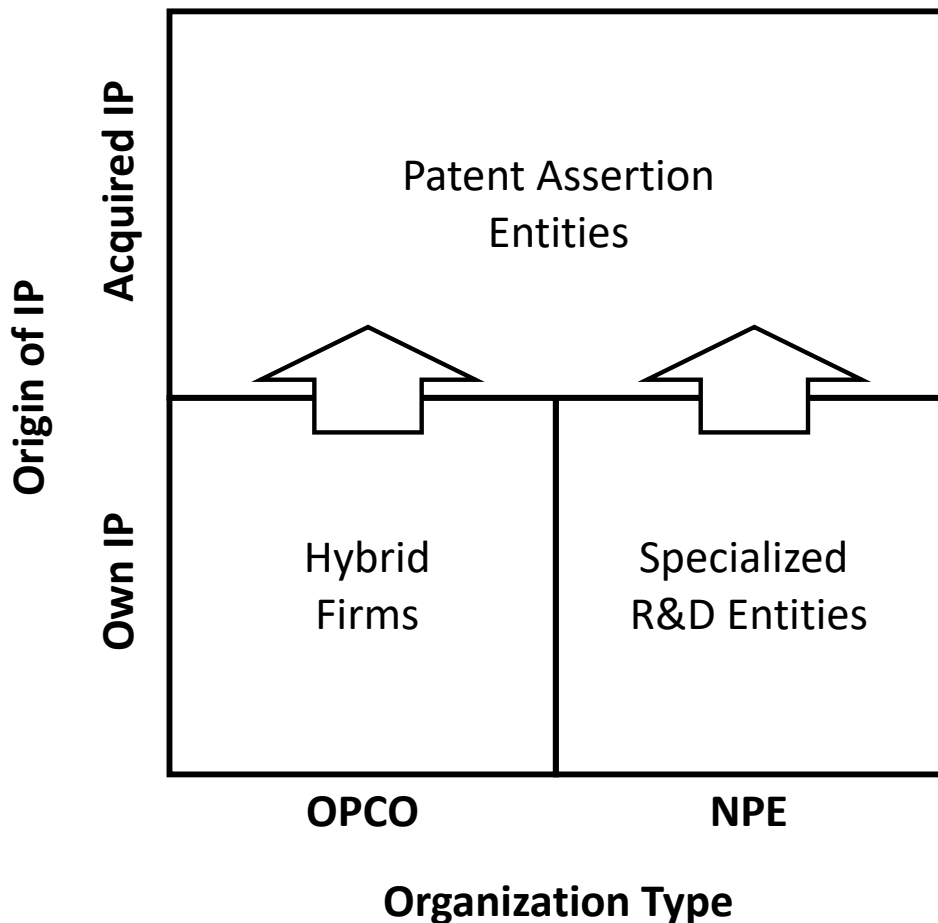 Origin of IP
Acquired IP
Patent Assertion
Entities
Own IP
Hybrid
Firms
Specialized
R&D Entities
OPCO
NPE
Organization Type